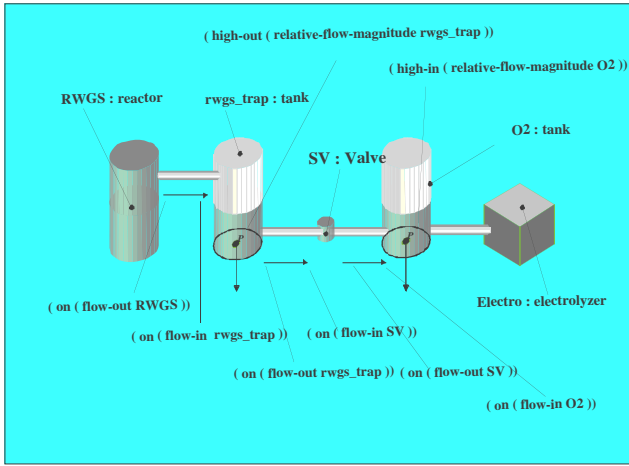 ( high-out ( relative-flow-magnitude rwgs_trap ))
( high-in ( relative-flow-magnitude O2 ))
RWGS : reactor
rwgs_trap : tank
O2 : tank
SV : Valve
P
P
Electro : electrolyzer
( on ( flow-out RWGS ))
( on ( flow-in rwgs_trap ))
( on ( flow-in SV ))
( on ( flow-out rwgs_trap ))
( on ( flow-out SV ))
( on ( flow-in O2 ))